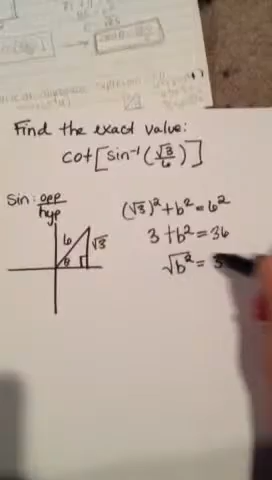 Find the exact value:
cot[sin⁻¹(√3/6)]
Sin: opp/hyp
6
√3
θ
(√3)² + b² = 6²
3 + b² = 36
√b² = 3